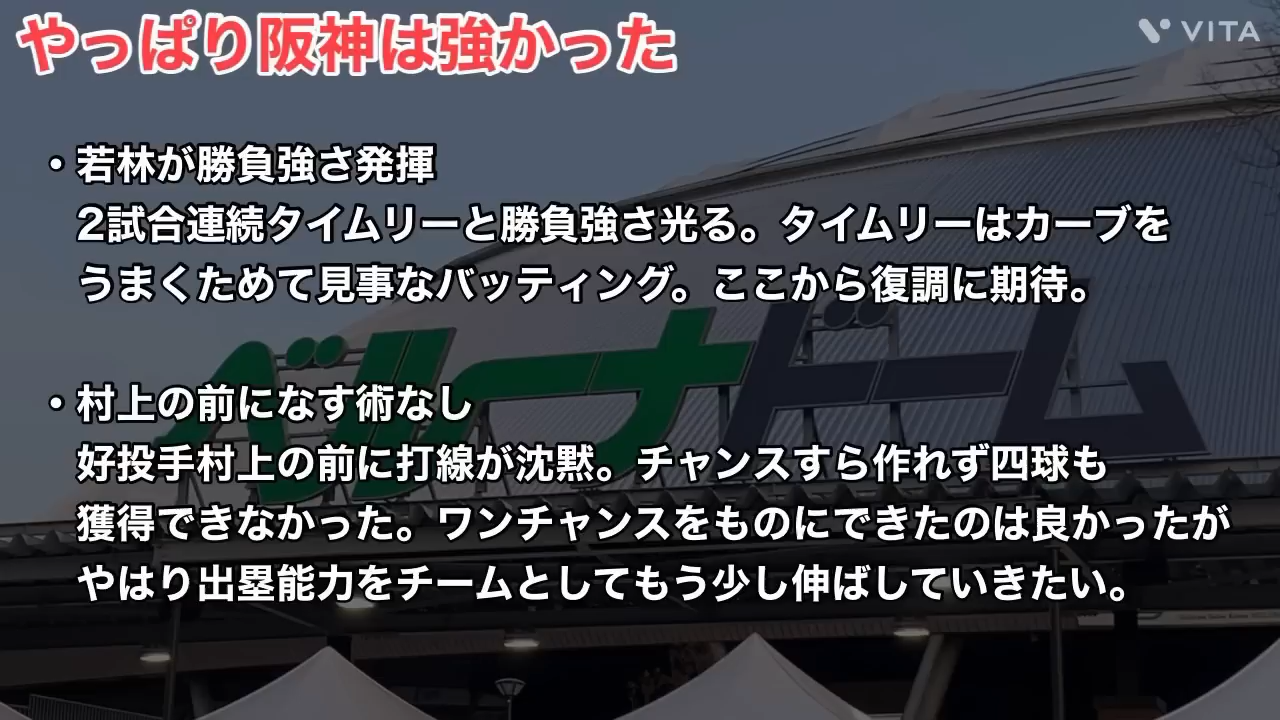 やっぱり阪神は強かった
VITA
・若林が勝負強さ発揮
2試合連続タイムリーと勝負強さ光る。タイムリーはカーブを
うまくためて見事なバッティング。ここから復調に期待。
ベルーナドーム
・村上の前になす術なし
好投手村上の前に打線が沈黙。チャンスすら作れず四球も
獲得できなかった。ワンチャンスをものにできたのは良かったが
やはり出塁能力をチームとしてもう少し伸ばしていきたい。